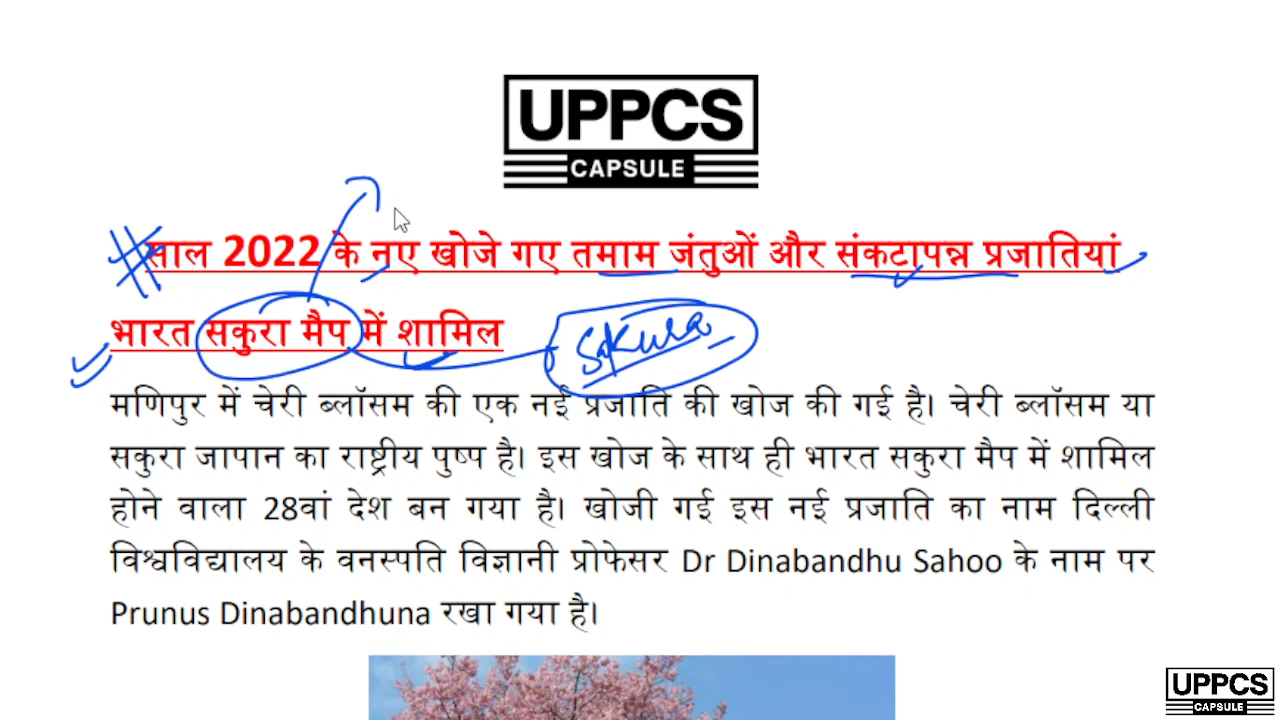 UPPCS
CAPSULE
साल 2022 के नए खोजे गए तमाम जंतुओं और संकटापन्न प्रजातियां
भारत सकुरा मैप में शामिल
Sakura
मणिपुर में चेरी ब्लॉसम की एक नई प्रजाति की खोज की गई है। चेरी ब्लॉसम या
सकुरा जापान का राष्ट्रीय पुष्प है। इस खोज के साथ ही भारत सकुरा मैप में शामिल
होने वाला 28वां देश बन गया है। खोजी गई इस नई प्रजाति का नाम दिल्ली
विश्वविद्यालय के वनस्पति विज्ञानी प्रोफेसर Dr Dinabandhu Sahoo के नाम पर
Prunus Dinabandhuna रखा गया है।
UPPCS
CAPSULE